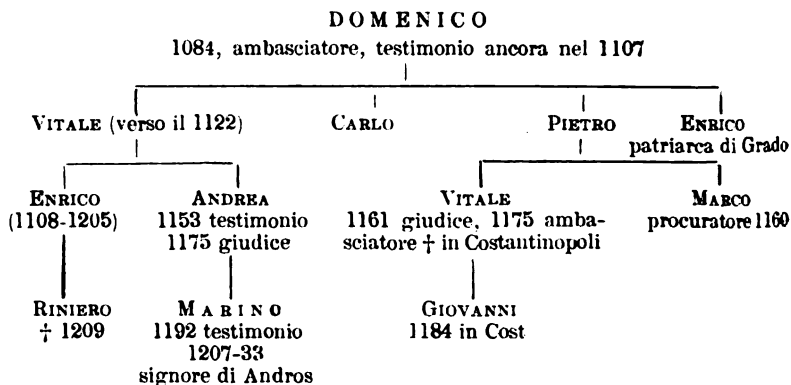 DOMENICO
1084, ambasciatore, testimonio ancora nel 1107
VITALE (verso il 1122)
CARLO
PIETRO
ENRICO
patriarca di Grado
ENRICO
(1108-1205)
ANDREA
1153 testimonio
1175 giudice
VITALE
1161 giudice, 1175 amba-
sciatore † in Costantinopoli
MARCO
procuratore 1160
RINIERO
† 1209
MARINO
1192 testimonio
1207-33
signore di Andros
GIOVANNI
1184 in Cost